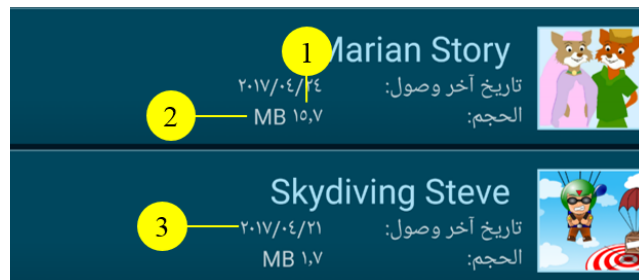 1
Marian Story
تاريخ آخر وصول: ٢٠١٧/٠٤/٢٤
2
الحجم: ١٥,٧ MB
Skydiving Steve
3
تاريخ آخر وصول: ٢٠١٧/٠٤/٢١
الحجم: ١,٧ MB